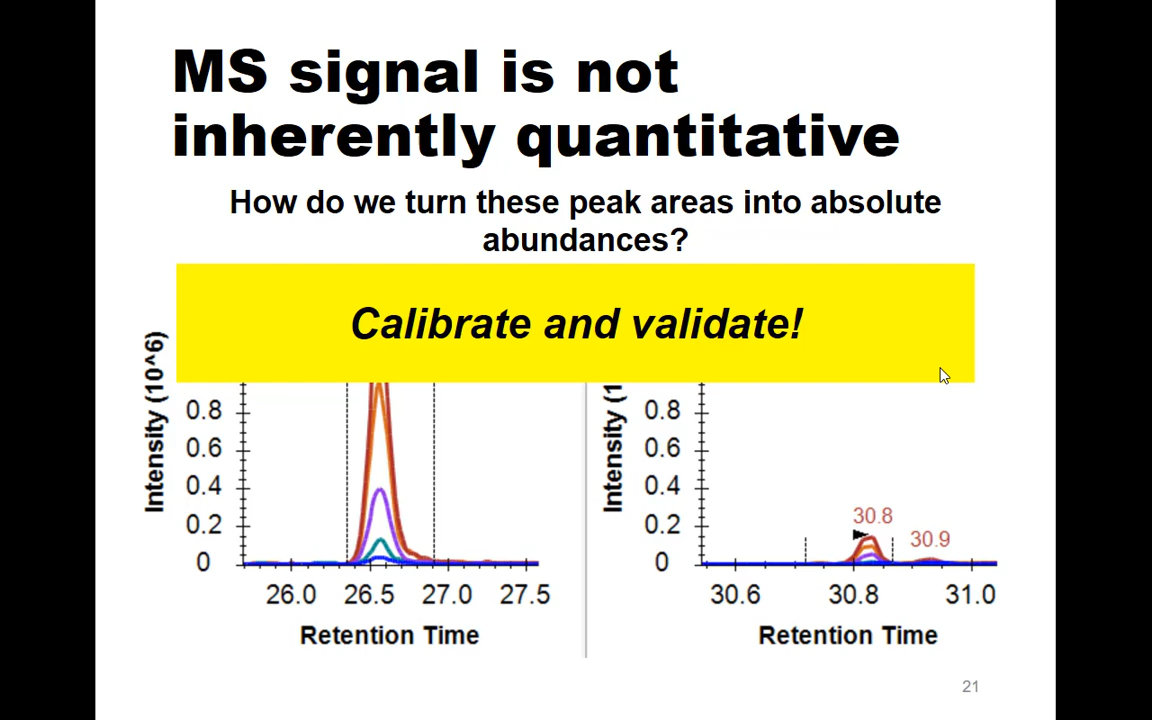 MS signal is not
inherently quantitative
How do we turn these peak areas into absolute
abundances?
Calibrate and validate!
Intensity (10^6)
0.8
0.6
0.4
0.2
0
26.0 26.5 27.0 27.5
Retention Time
Intensity (1
0.8
0.6
0.4
0.2
0
30.8
30.9
30.6 30.8 31.0
Retention Time
21